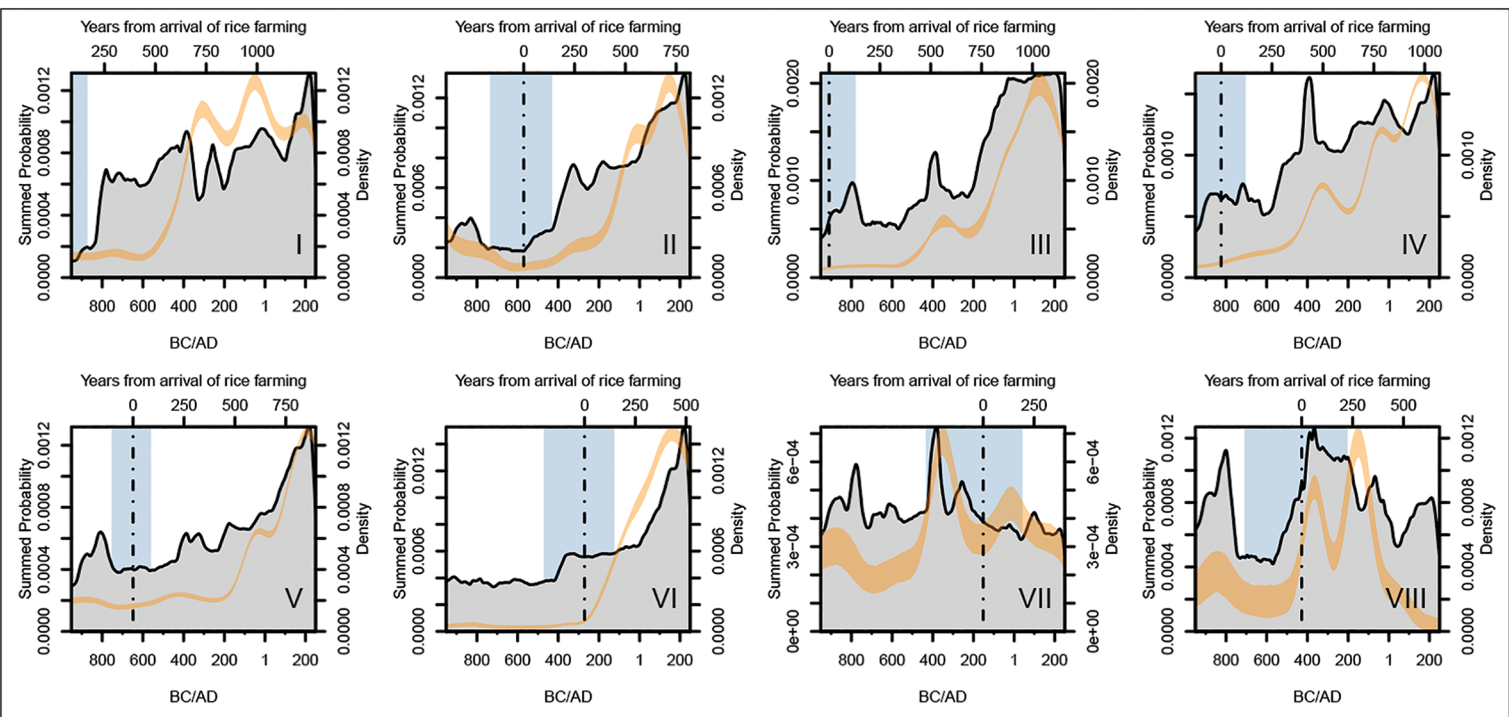 Years from arrival of rice farming
250 500 750 1000
Summed Probability
0.0000 0.0004 0.0008 0.0012
Density
0.0000 0.0004 0.0008 0.0012
I
800 600 400 200 1 200
BC/AD
Years from arrival of rice farming
0 250 500 750
Summed Probability
0.0000 0.0006 0.0012
Density
0.0000 0.0006 0.0012
II
800 600 400 200 1 200
BC/AD
Years from arrival of rice farming
0 250 500 750 1000
Summed Probability
0.0000 0.0010 0.0020
Density
0.0000 0.0010 0.0020
III
800 600 400 200 1 200
BC/AD
Years from arrival of rice farming
0 250 500 750 1000
Summed Probability
0.0000 0.0010
Density
0.0000 0.0010
IV
800 600 400 200 1 200
BC/AD
Years from arrival of rice farming
0 250 500 750
Summed Probability
0.0000 0.0004 0.0008 0.0012
Density
0.0000 0.0004 0.0008 0.0012
V
800 600 400 200 1 200
BC/AD
Years from arrival of rice farming
0 250 500
Summed Probability
0.0000 0.0006 0.0012
Density
0.0000 0.0006 0.0012
VI
800 600 400 200 1 200
BC/AD
Years from arrival of rice farming
0 250
Summed Probability
0e+00 3e-04 6e-04
Density
0e+00 3e-04 6e-04
VII
800 600 400 200 1 200
BC/AD
Years from arrival of rice farming
0 250 500
Summed Probability
0.0000 0.0004 0.0008 0.0012
Density
0.0000 0.0004 0.0008 0.0012
VIII
800 600 400 200 1 200
BC/AD